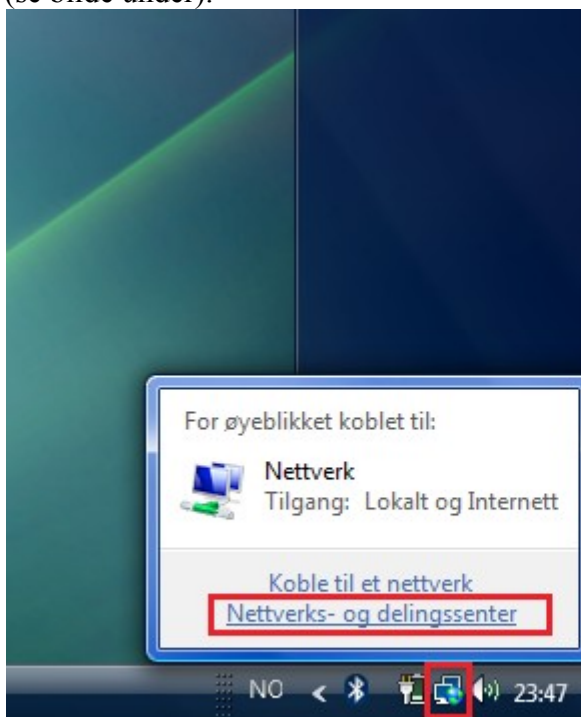 (se bilde under).
For øyeblikket koblet til:
Nettverk
Tilgang: Lokalt og Internett
Koble til et nettverk
Nettverks- og delingssenter
NO < 23:47